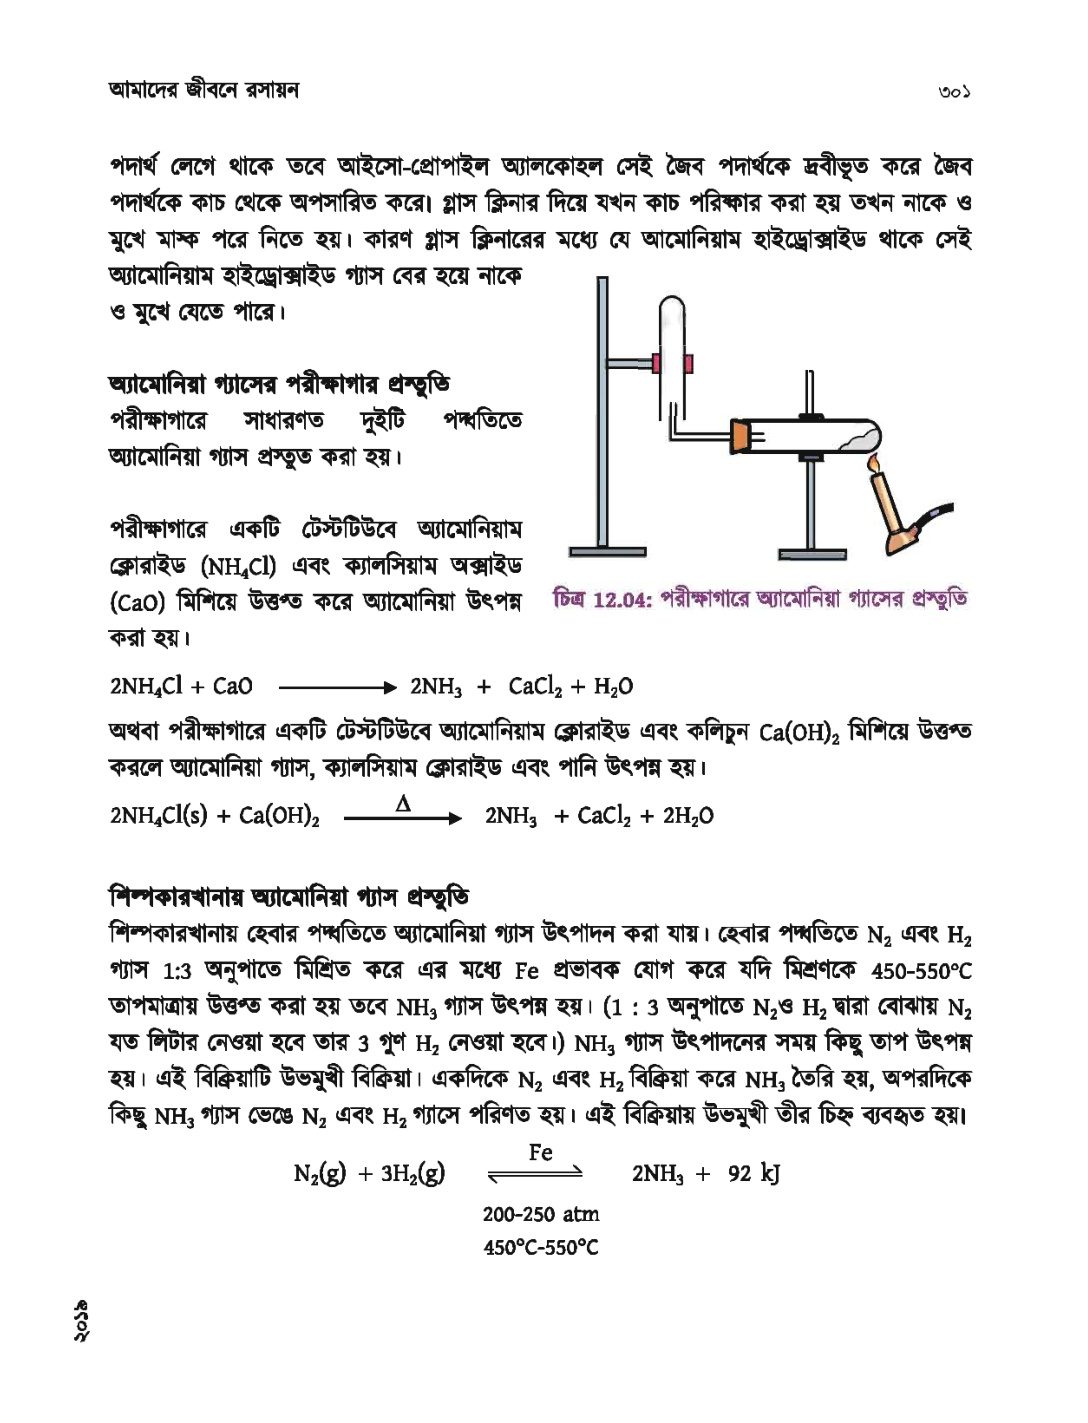 আমাদের জীবনে রসায়ন
৩০১
পদার্থ লেগে থাকে তবে আইসো-প্রোপাইল অ্যালকোহল সেই জৈব পদার্থকে দ্রবীভূত করে জৈব
পদার্থকে কাচ থেকে অপসারিত করে। গ্লাস ক্লিনার দিয়ে যখন কাচ পরিষ্কার করা হয় তখন নাকে ও
মুখে মাস্ক পরে নিতে হয়। কারণ গ্লাস ক্লিনারের মধ্যে যে আমোনিয়াম হাইড্রোক্সাইড থাকে সেই
অ্যামোনিয়াম হাইড্রোক্সাইড গ্যাস বের হয়ে নাকে
ও মুখে যেতে পারে।
অ্যামোনিয়া গ্যাসের পরীক্ষাগার প্রস্তুতি
পরীক্ষাগারে সাধারণত দুইটি পদ্ধতিতে
অ্যামোনিয়া গ্যাস প্রস্তুত করা হয়।
পরীক্ষাগারে একটি টেস্টটিউবে অ্যামোনিয়াম
ক্লোরাইড (NH₄Cl) এবং ক্যালসিয়াম অক্সাইড
(CaO) মিশিয়ে উত্তপ্ত করে অ্যামোনিয়া উৎপন্ন
করা হয়।
চিত্র 12.04: পরীক্ষাগারে অ্যামোনিয়া গ্যাসের প্রস্তুতি
2NH₄Cl + CaO ⟶ 2NH₃ + CaCl₂ + H₂O
অথবা পরীক্ষাগারে একটি টেস্টটিউবে অ্যামোনিয়াম ক্লোরাইড এবং কলিচুন Ca(OH)₂ মিশিয়ে উত্তপ্ত
করলে অ্যামোনিয়া গ্যাস, ক্যালসিয়াম ক্লোরাইড এবং পানি উৎপন্ন হয়।
Δ
2NH₄Cl(s) + Ca(OH)₂ ⟶ 2NH₃ + CaCl₂ + 2H₂O
শিল্পকারখানায় অ্যামোনিয়া গ্যাস প্রস্তুতি
শিল্পকারখানায় হেবার পদ্ধতিতে অ্যামোনিয়া গ্যাস উৎপাদন করা যায়। হেবার পদ্ধতিতে N₂ এবং H₂
গ্যাস 1:3 অনুপাতে মিশ্রিত করে এর মধ্যে Fe প্রভাবক যোগ করে যদি মিশ্রণকে 450-550°C
তাপমাত্রায় উত্তপ্ত করা হয় তবে NH₃ গ্যাস উৎপন্ন হয়। (1 : 3 অনুপাতে N₂ও H₂ দ্বারা বোঝায় N₂
যত লিটার নেওয়া হবে তার 3 গুণ H₂ নেওয়া হবে।) NH₃ গ্যাস উৎপাদনের সময় কিছু তাপ উৎপন্ন
হয়। এই বিক্রিয়াটি উভমুখী বিক্রিয়া। একদিকে N₂ এবং H₂ বিক্রিয়া করে NH₃ তৈরি হয়, অপরদিকে
কিছু NH₃ গ্যাস ভেঙে N₂ এবং H₂ গ্যাসে পরিণত হয়। এই বিক্রিয়ায় উভমুখী তীর চিহ্ন ব্যবহৃত হয়।
Fe
N₂(g) + 3H₂(g) ⇌ 2NH₃ + 92 kJ
200-250 atm
450°C-550°C
২০১৯